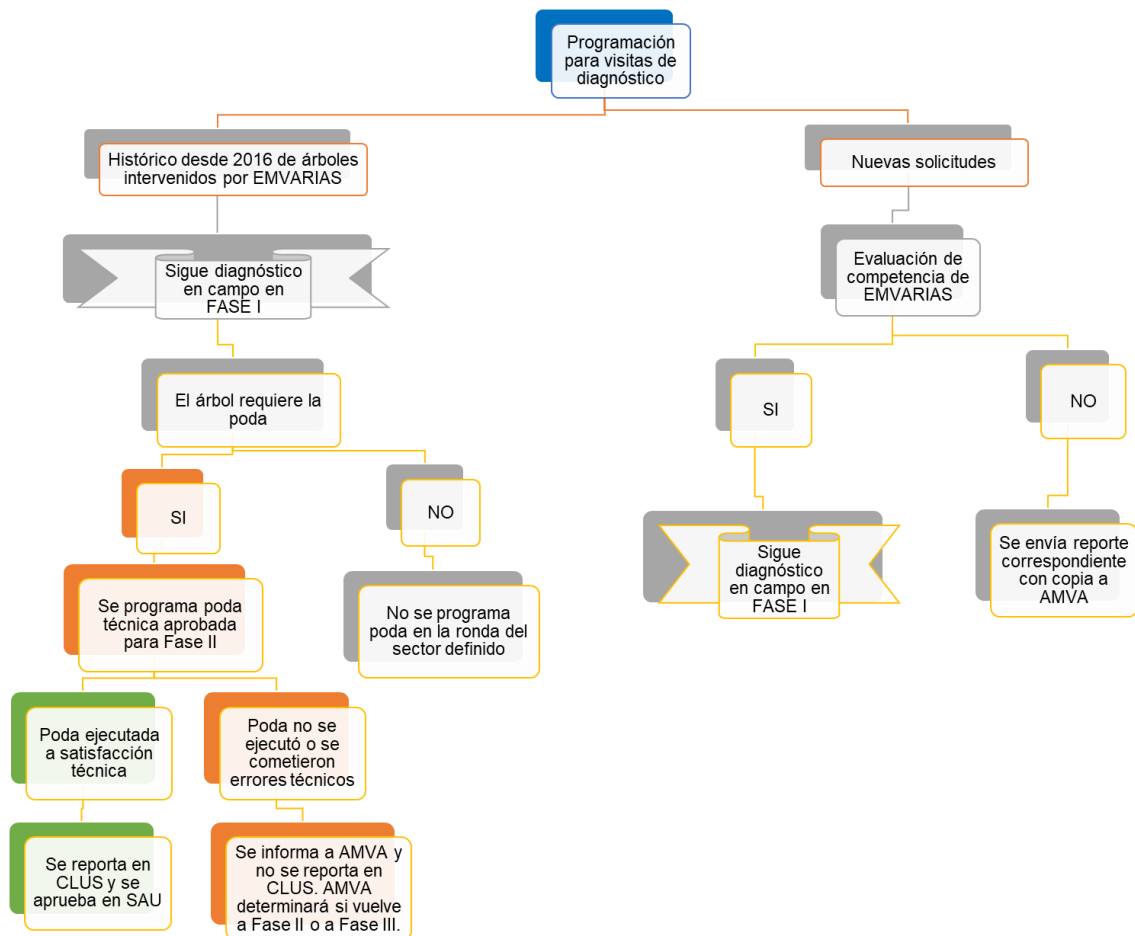 Programación
para visitas de
diagnóstico
Histórico desde 2016 de árboles
intervenidos por EMVARIAS
Nuevas solicitudes
Sigue diagnóstico
en campo en
FASE I
Evaluación de
competencia de
EMVARIAS
El árbol requiere la
poda
SI
NO
SI
NO
Se programa poda
técnica aprobada
para Fase II
No se programa
poda en la ronda del
sector definido
Sigue
diagnóstico
en campo en
FASE I
Se envía reporte
correspondiente
con copia a
AMVA
Poda ejecutada
a satisfacción
técnica
Poda no se
ejecutó o se
cometieron
errores técnicos
Se reporta en
CLUS y se
aprueba en SAU
Se informa a AMVA y
no se reporta en
CLUS. AMVA
determinará si vuelve
a Fase II o a Fase III.